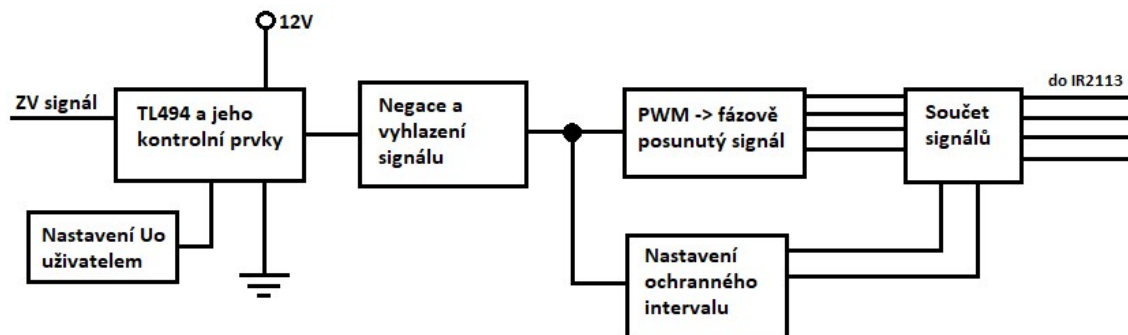 12V
ZV signál
TL494 a jeho
kontrolní prvky
Negace a
vyhlazení
signálu
PWM -> fázově
posunutý signál
Součet
signálů
do IR2113
Nastavení Uo
uživatelem
Nastavení
ochranného
intervalu